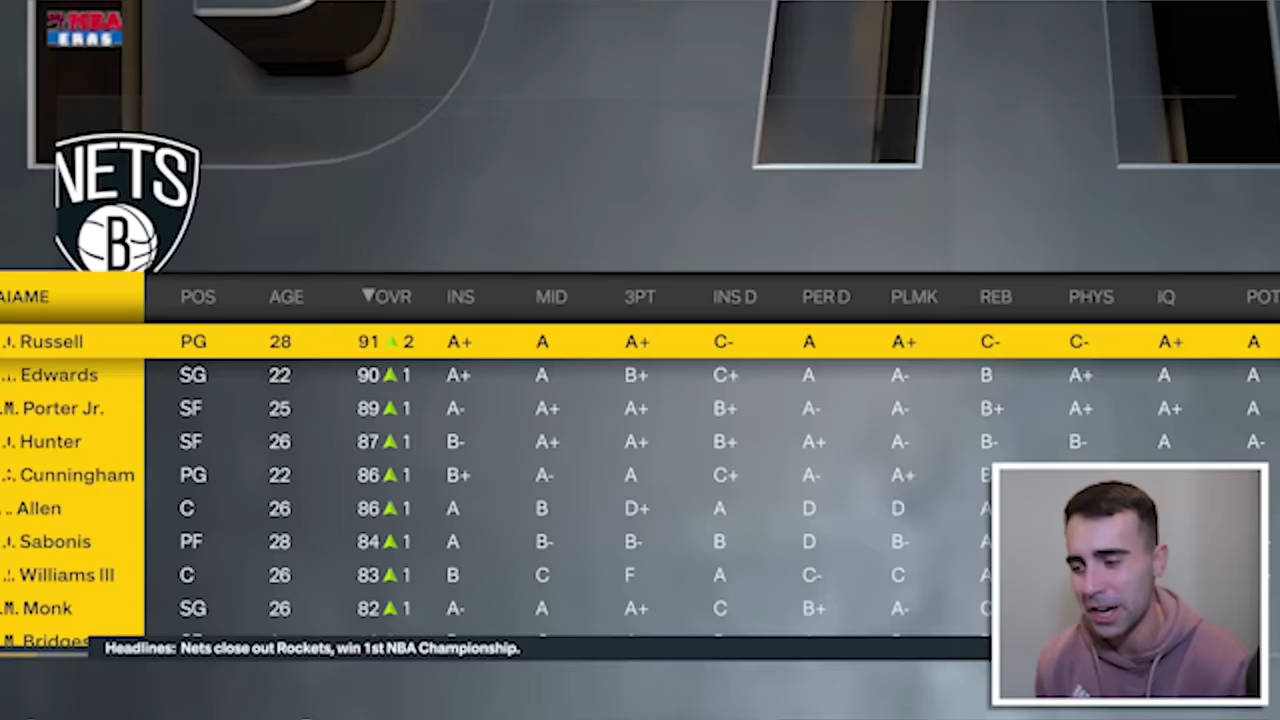 NBA
ERAS
NETS
B
NAME POS AGE ▼OVR INS MID 3PT INS D PER D PLMK REB PHYS IQ POT
Russell PG 28 91 ▲ 2 A+ A A+ C- A A+ C- C- A+ A
Edwards SG 22 90 ▲ 1 A+ A B+ C+ A A- B A+ A A
M. Porter Jr. SF 25 89 ▲ 1 A- A+ A+ B+ A- A- B+ A+ A+ A
Hunter SF 26 87 ▲ 1 B- A+ A+ B+ A+ A- B- B- A A-
Cunningham PG 22 86 ▲ 1 B+ A- A C+ A- A+
Allen C 26 86 ▲ 1 A B D+ A D D
Sabonis PF 28 84 ▲ 1 A B- B- B D B-
Williams III C 26 83 ▲ 1 B C F A C- C
M. Monk SG 26 82 ▲ 1 A- A A+ C B+ A-
M. Bridges
Headlines: Nets close out Rockets, win 1st NBA Championship.